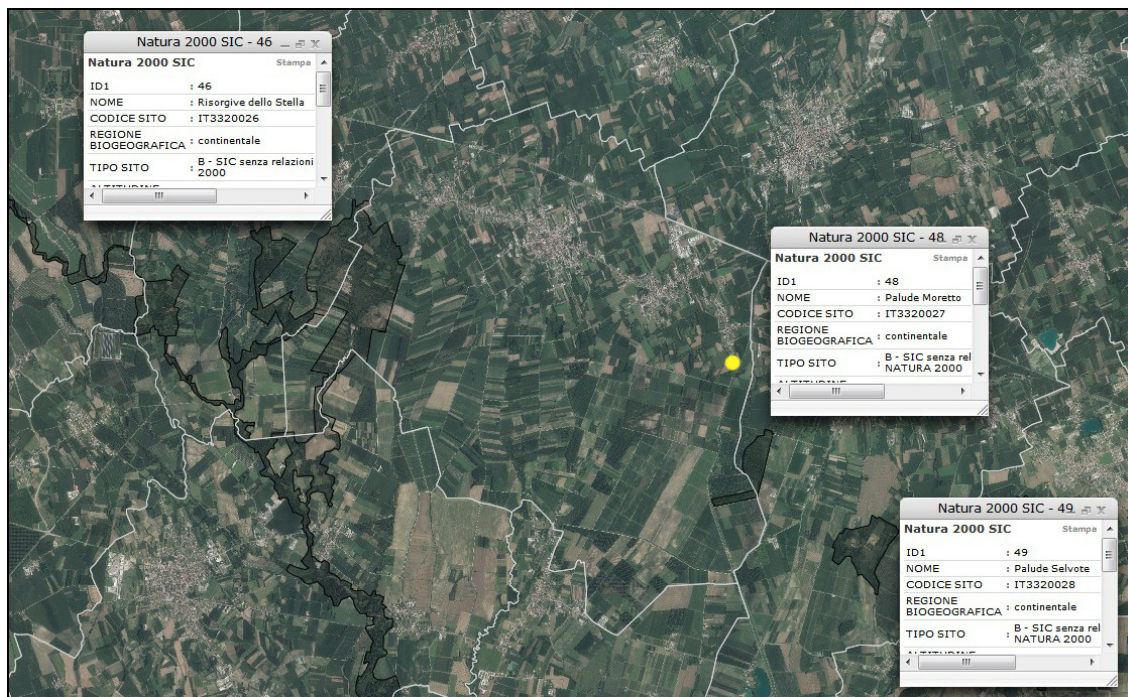 Natura 2000 SIC - 46
Natura 2000 SIC Stampa
ID1 : 46
NOME : Risorgive dello Stella
CODICE SITO : IT3320026
REGIONE
BIOGEOGRAFICA : continentale
TIPO SITO : B - SIC senza relazioni
2000
Natura 2000 SIC - 48
Natura 2000 SIC Stampa
ID1 : 48
NOME : Palude Moretto
CODICE SITO : IT3320027
REGIONE
BIOGEOGRAFICA : continentale
TIPO SITO : B - SIC senza rel
NATURA 2000
Natura 2000 SIC - 49
Natura 2000 SIC Stampa
ID1 : 49
NOME : Palude Selvote
CODICE SITO : IT3320028
REGIONE
BIOGEOGRAFICA : continentale
TIPO SITO : B - SIC senza rel
NATURA 2000